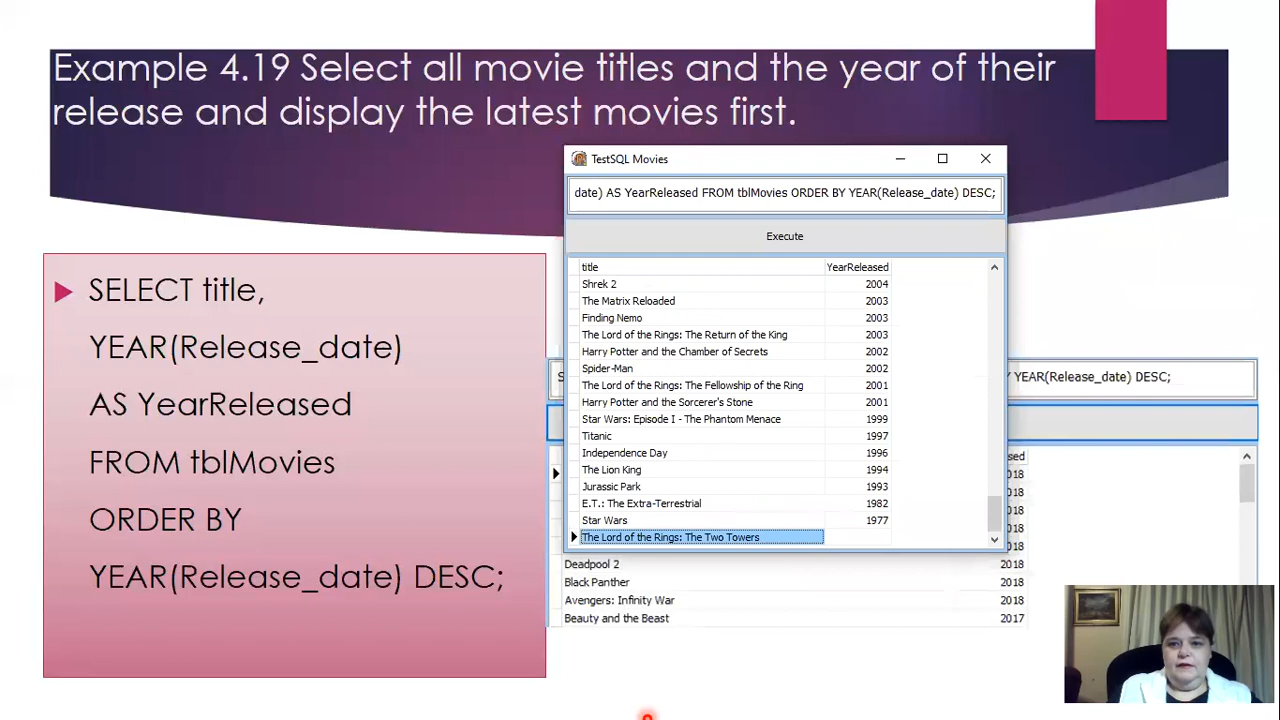 Example 4.19 Select all movie titles and the year of their
release and display the latest movies first.
SELECT title,
YEAR(Release_date)
AS YearReleased
FROM tblMovies
ORDER BY
YEAR(Release_date) DESC;
TestSQL Movies
date) AS YearReleased FROM tblMovies ORDER BY YEAR(Release_date) DESC;
Execute
title YearReleased
Shrek 2 2004
The Matrix Reloaded 2003
Finding Nemo 2003
The Lord of the Rings: The Return of the King 2003
Harry Potter and the Chamber of Secrets 2002
Spider-Man 2002
The Lord of the Rings: The Fellowship of the Ring 2001
Harry Potter and the Sorcerer's Stone 2001
Star Wars: Episode I - The Phantom Menace 1999
Titanic 1997
Independence Day 1996
The Lion King 1994
Jurassic Park 1993
E.T.: The Extra-Terrestrial 1982
Star Wars 1977
The Lord of the Rings: The Two Towers
YEAR(Release_date) DESC;
sed
018
018
018
018
018
Deadpool 2 2018
Black Panther 2018
Avengers: Infinity War 2018
Beauty and the Beast 2017